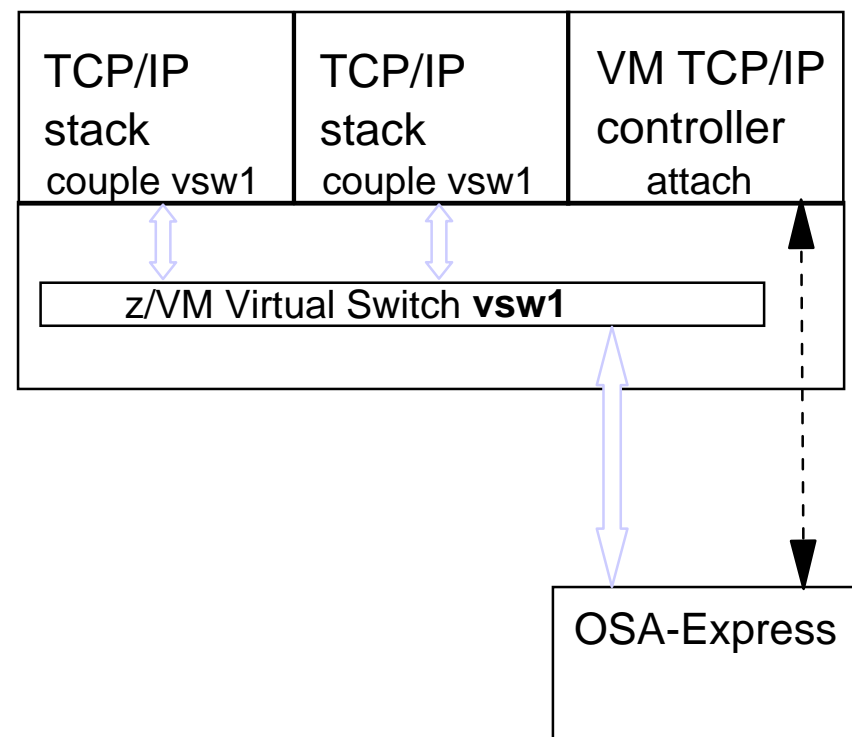 TCP/IP
stack
couple vsw1
TCP/IP
stack
couple vsw1
VM TCP/IP
controller
attach
z/VM Virtual Switch vsw1
OSA-Express